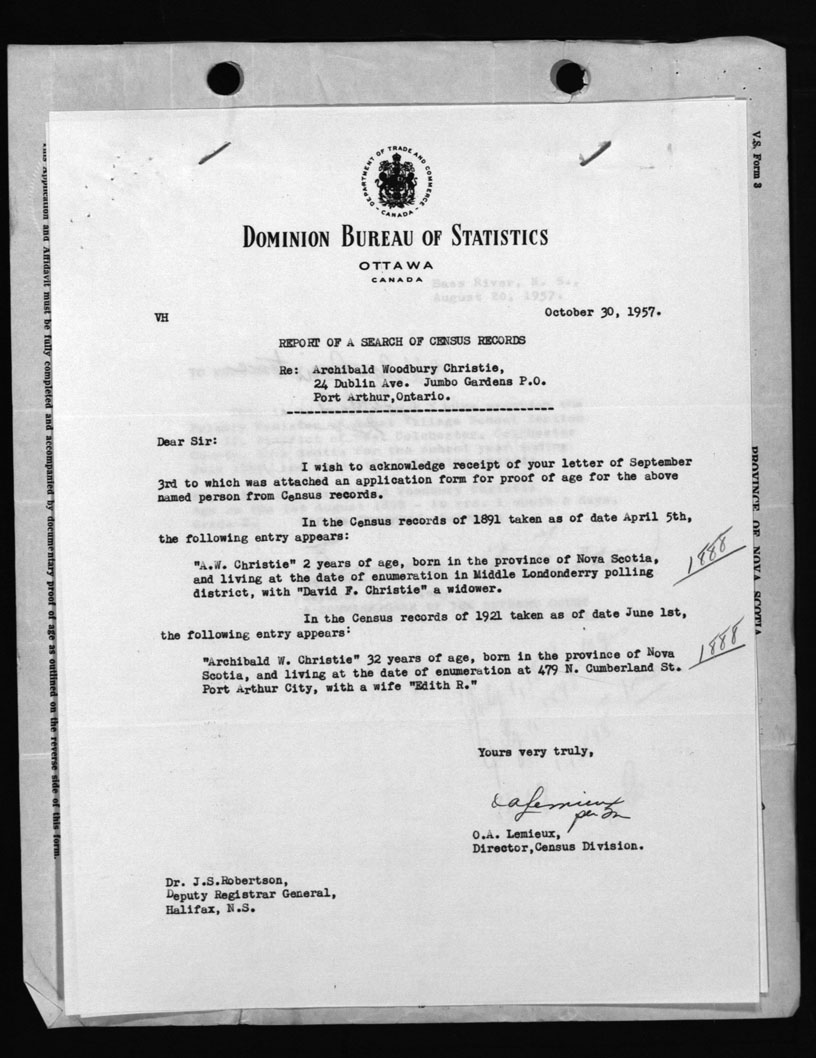 V.S. Form 3
DEPARTMENT OF TRADE AND COMMERCE
- CANADA -
DOMINION BUREAU OF STATISTICS
OTTAWA
CANADA
Bass River, N. S.,
August 20, 1957.
VH
October 30, 1957.
REPORT OF A SEARCH OF CENSUS RECORDS
Re: Archibald Woodbury Christie,
24 Dublin Ave. Jumbo Gardens P.O.
Port Arthur,Ontario.
Dear Sir:
I wish to acknowledge receipt of your letter of September
3rd to which was attached an application form for proof of age for the above
named person from Census records.
In the Census records of 1891 taken as of date April 5th,
the following entry appears:
"A.W. Christie" 2 years of age, born in the province of Nova Scotia,
and living at the date of enumeration in Middle Londonderry polling
district, with "David F. Christie" a widower.
1888
In the Census records of 1921 taken as of date June 1st,
the following entry appears:
"Archibald W. Christie" 32 years of age, born in the province of Nova
Scotia, and living at the date of enumeration at 479 N. Cumberland St.
Port Arthur City, with a wife "Edith R."
1888
Yours very truly,
OALemieux
per
O.A. Lemieux,
Director,Census Division.
Dr. J.S.Robertson,
Deputy Registrar General,
Halifax, N.S.
PROVINCE OF NOVA SCOTIA
Application and Affidavit must be fully completed and accompanied by documentary proof of age as outlined on the reverse side of this form.